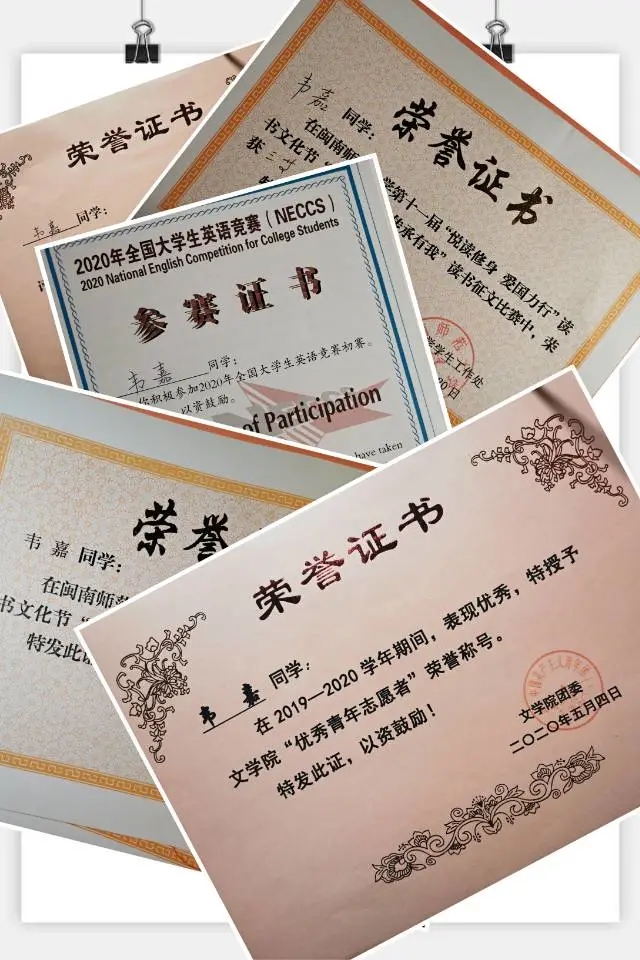 荣誉证书
韦嘉 同学：
荣誉证书
韦嘉 同学：
在闽南师
学第十一届“悦读修身 爱国力行”读
书文化节“
传承有我”读书征文比赛中，荣
获三
学生工作处
2020年全国大学生英语竞赛（NECCS）
2020 National English Competition for College Students
参赛证书
韦嘉 同学：
你积极参加2020年全国大学生英语竞赛初赛。
以资鼓励。
of Participation
have taken
荣誉
韦嘉 同学：
在闽南师范
书文化节“
特发此证
荣誉证书
韦嘉 同学：
在2019—2020学年期间，表现优秀，特授予
文学院“优秀青年志愿者”荣誉称号。
特发此证，以资鼓励！
文学院团委
二〇二〇年五月四日